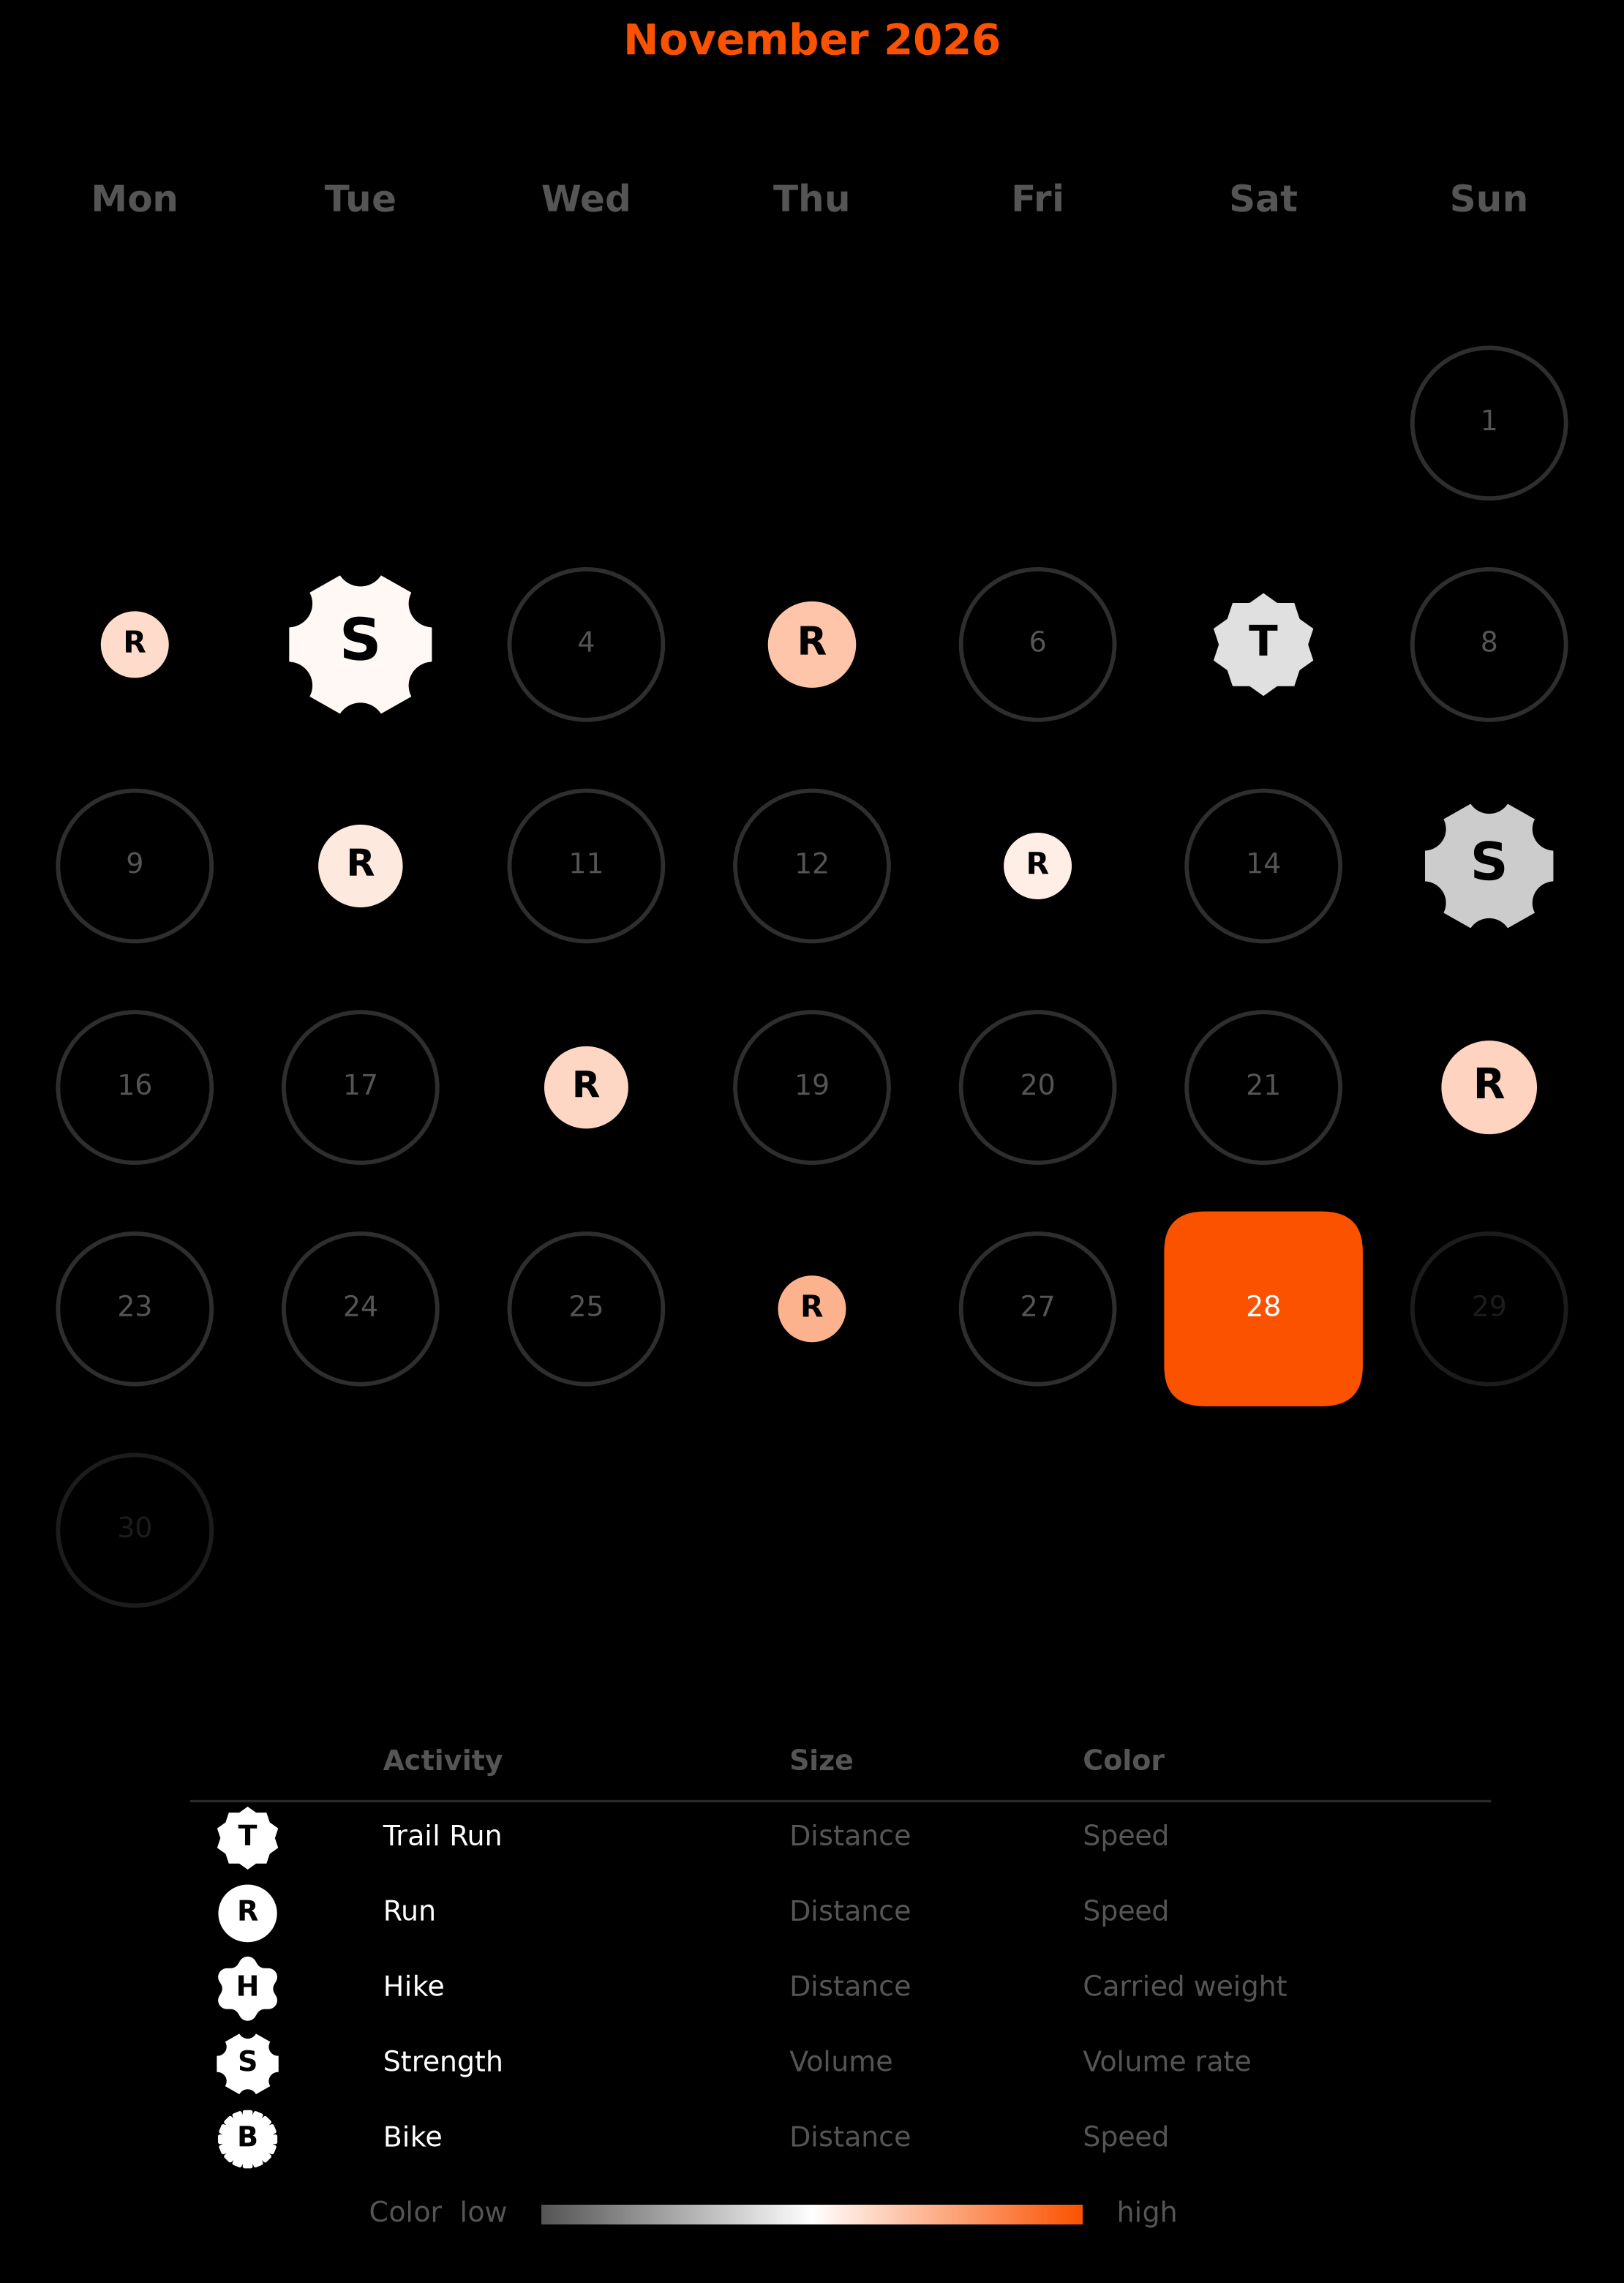 November 2026
Mon Tue Wed Thu Fri Sat Sun
1
R S 4 R 6 T 8
9 R 11 12 R 14 S
16 17 R 19 20 21 R
23 24 25 R 27 28 29
30
Activity Size Color
T Trail Run Distance Speed
R Run Distance Speed
H Hike Distance Carried weight
S Strength Volume Volume rate
B Bike Distance Speed
Color low high